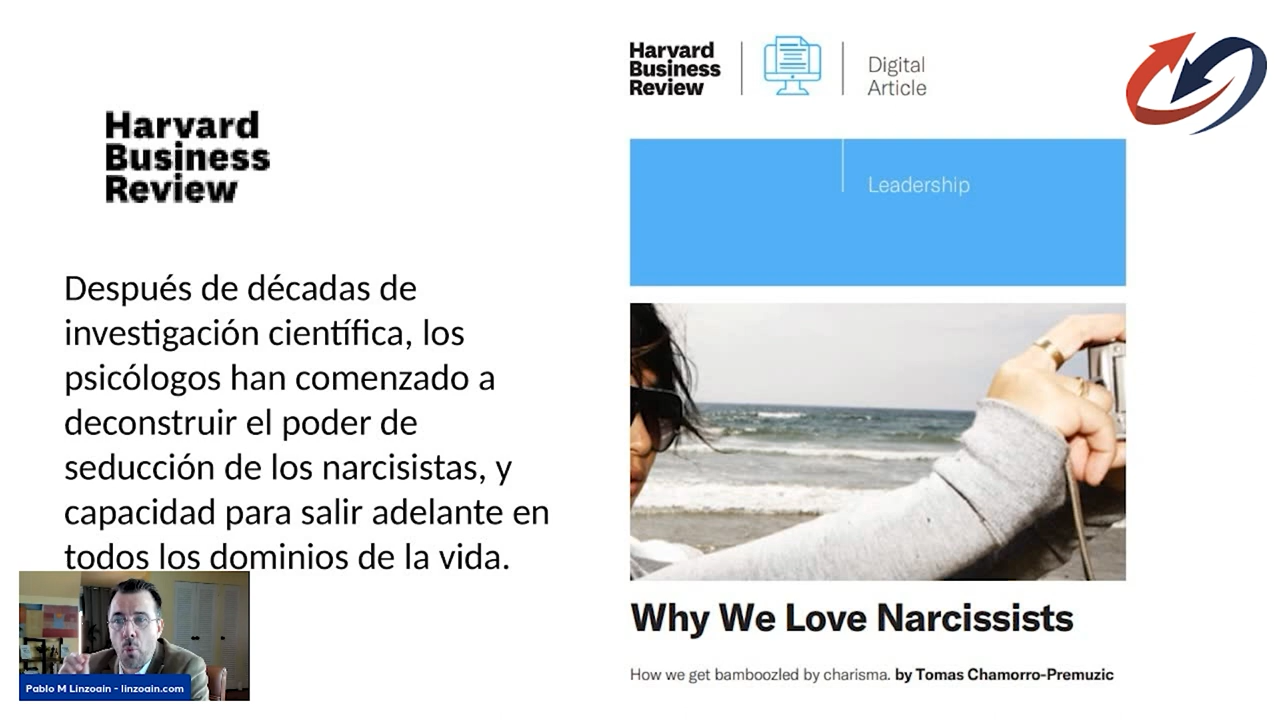 Harvard
Business
Review
Después de décadas de
investigación científica, los
psicólogos han comenzado a
deconstruir el poder de
seducción de los narcisistas, y
capacidad para salir adelante en
todos los dominios de la vida.
Pablo M Linzoain - linzoain.com
Harvard
Business
Review
Digital
Article
Leadership
Why We Love Narcissists
How we get bamboozled by charisma. by Tomas Chamorro-Premuzic